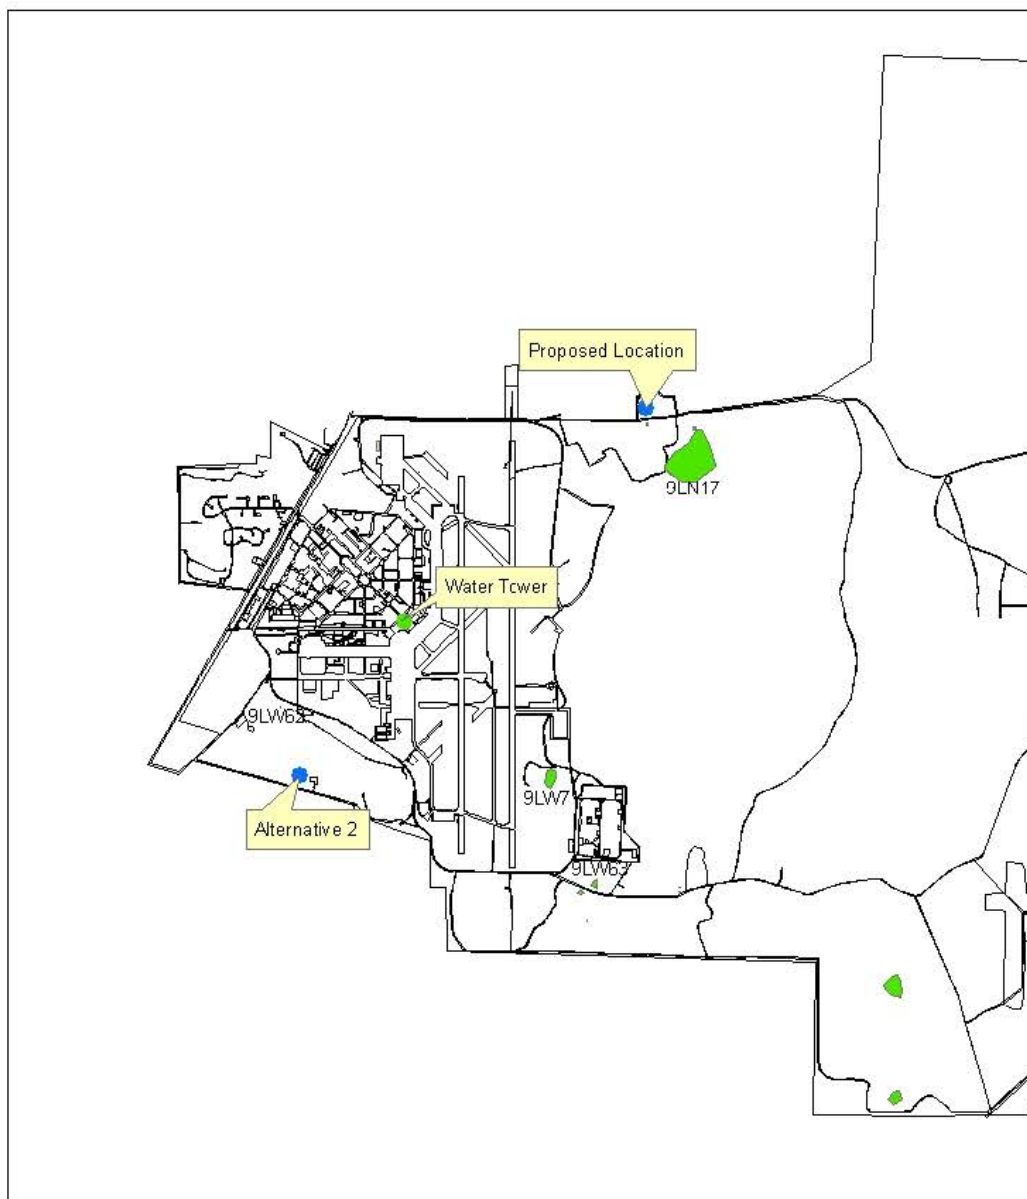 Proposed Location
9LN17
Water Tower
9LW62
9LW7
Alternative 2
9LW63